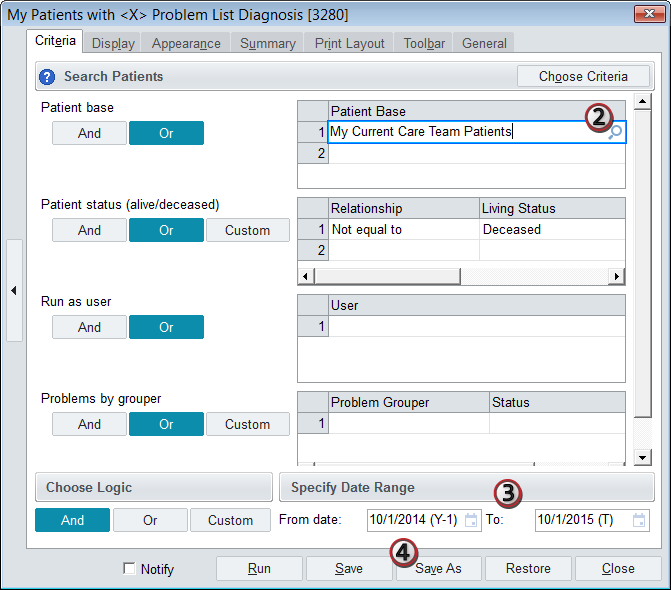 My Patients with <X> Problem List Diagnosis [3280]
Criteria Display Appearance Summary Print Layout Toolbar General
? Search Patients Choose Criteria
Patient base
And Or
Patient Base
1 My Current Care Team Patients
2
2
Patient status (alive/deceased)
And Or Custom
Relationship Living Status
1 Not equal to Deceased
2
Run as user
And Or
User
1
Problems by grouper
And Or Custom
Problem Grouper Status
1
Choose Logic Specify Date Range
3
And Or Custom From date: 10/1/2014 (Y-1) To: 10/1/2015 (T)
4
Notify Run Save Save As Restore Close